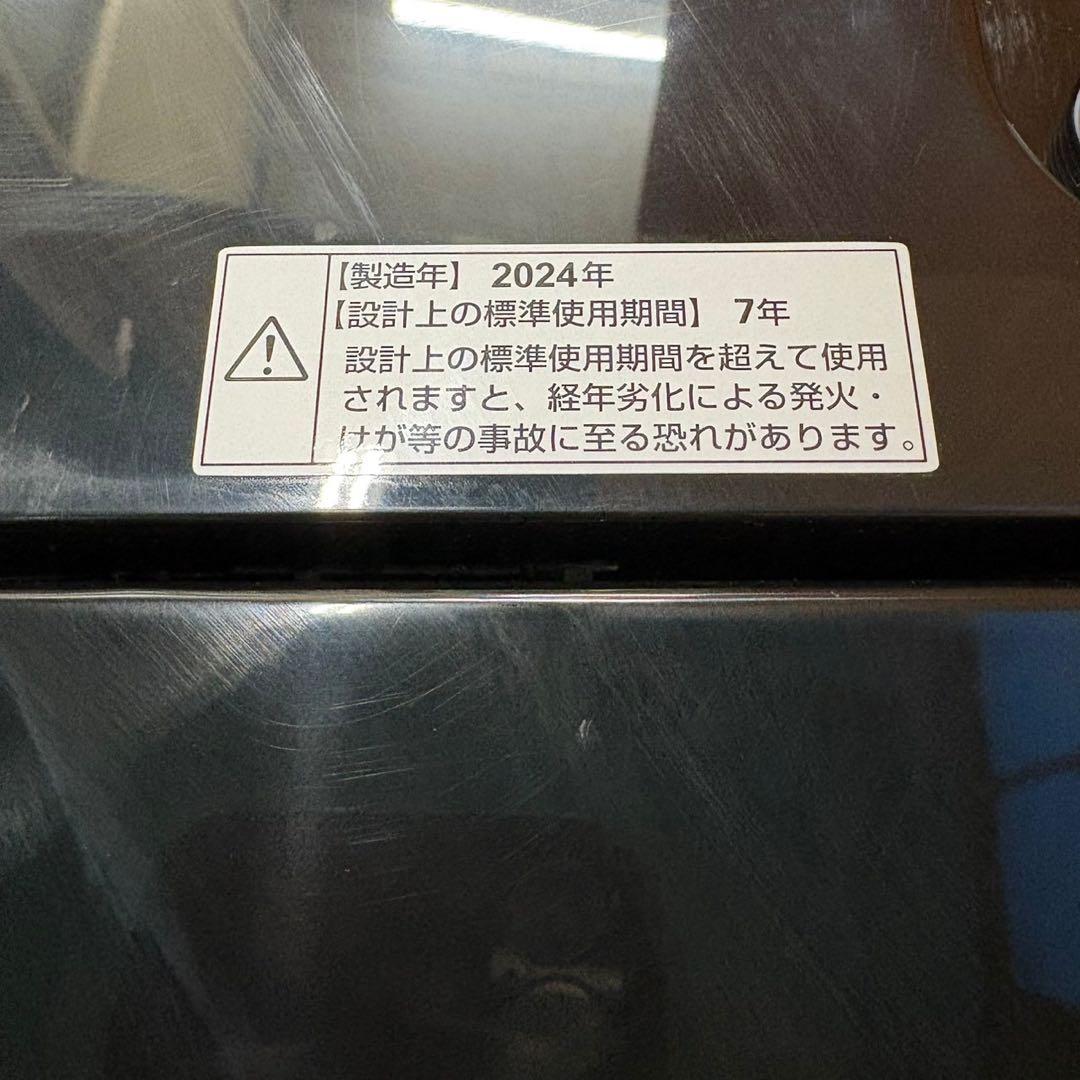 【製造年】 2024年
【設計上の標準使用期間】 7年
設計上の標準使用期間を超えて使用
されますと、経年劣化による発火・
けが等の事故に至る恐れがあります。